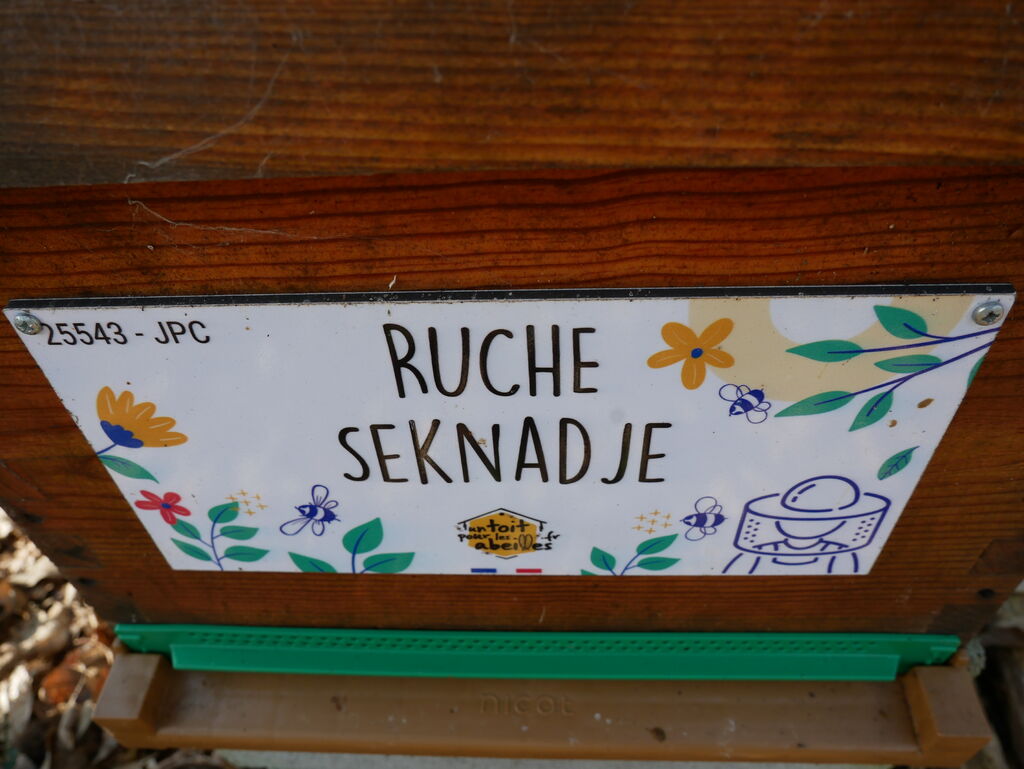 25543 - JPC
RUCHE
SEKNADJE
un toit
pour les .fr
abeilles
nicot